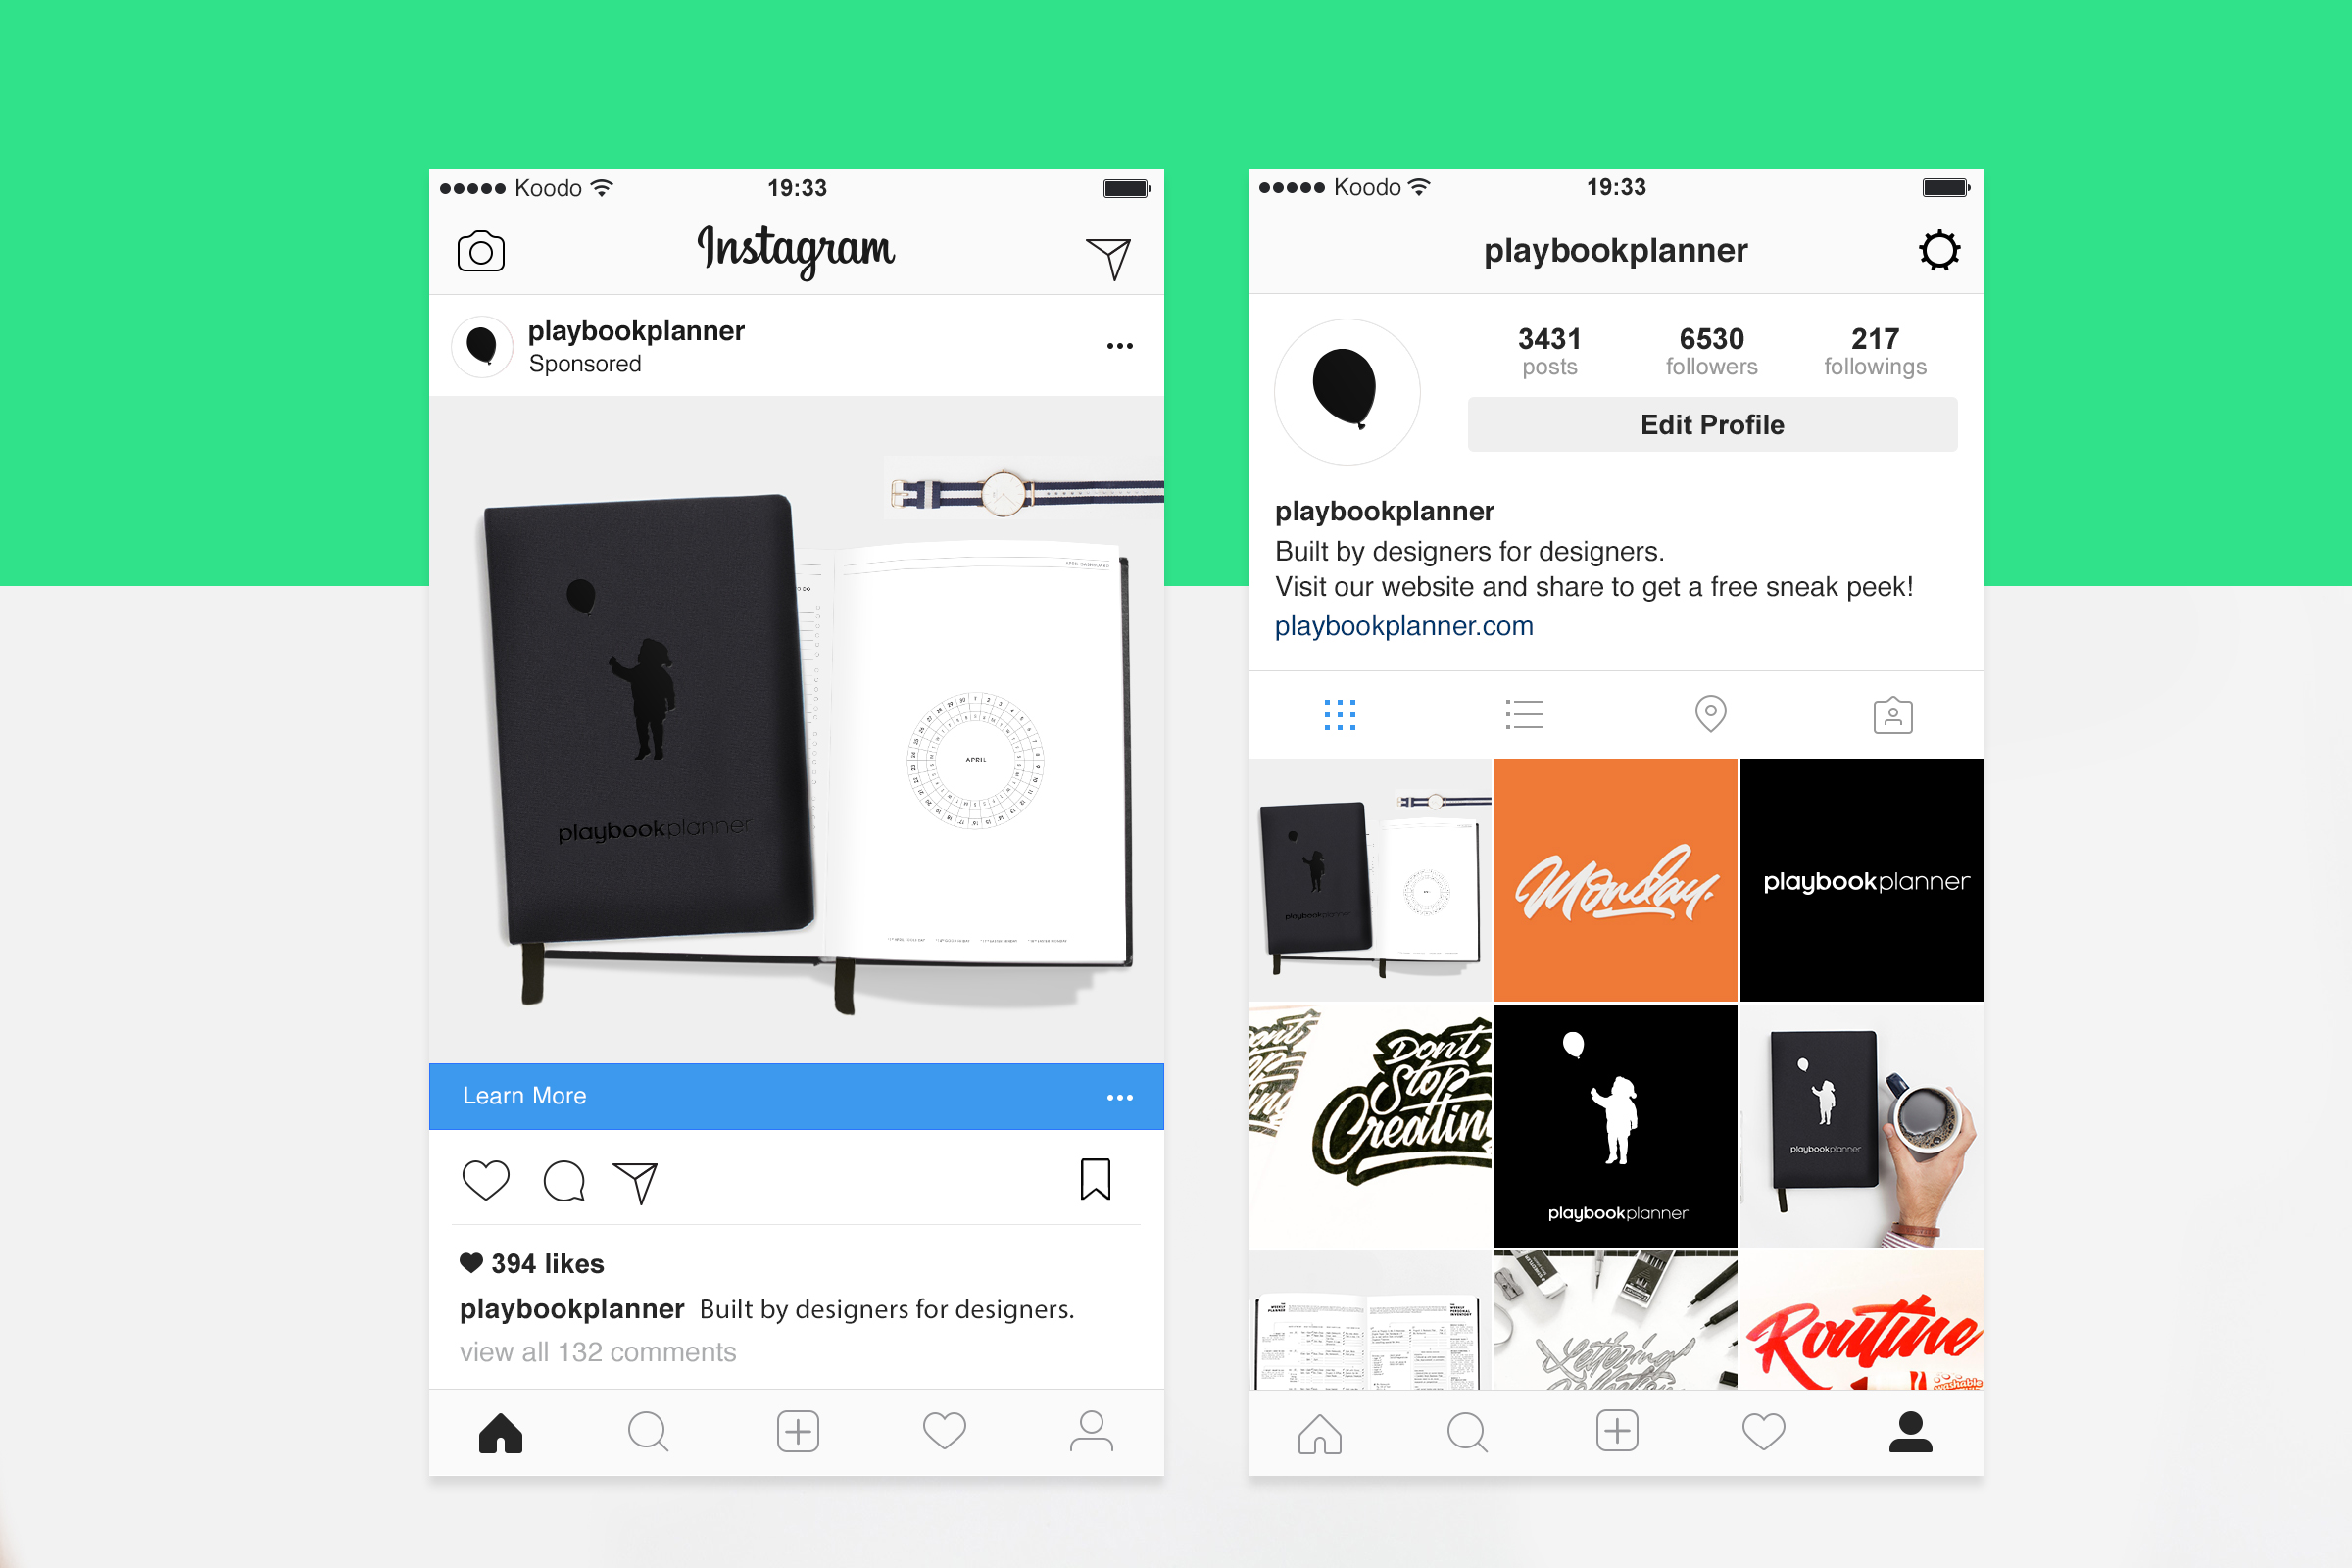 Koodo 19:33
Instagram
playbookplanner
Sponsored
APRIL DASHBOARD
APRIL
playbookplanner
Learn More
394 likes
playbookplanner Built by designers for designers.
view all 132 comments
Koodo 19:33
playbookplanner
3431 6530 217
posts followers followings
Edit Profile
playbookplanner
Built by designers for designers.
Visit our website and share to get a free sneak peek!
playbookplanner.com
playbookplanner
Monday.
playbookplanner
Don't
Stop
Creating
playbookplanner
playbookplanner
Lettering
Routine
washable